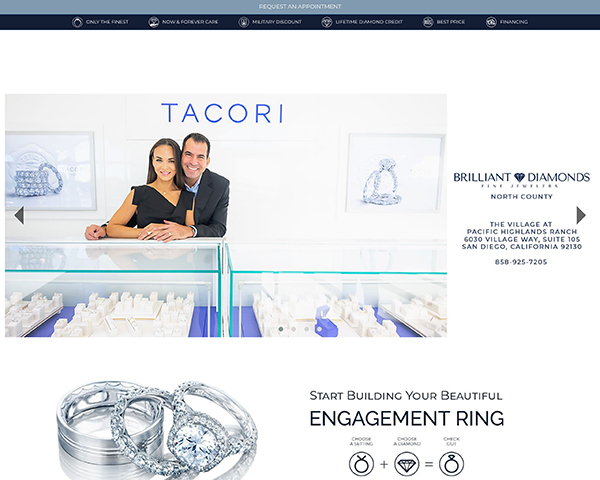 REQUEST AN APPOINTMENT
ONLY THE FINEST NOW & FOREVER CARE MILITARY DISCOUNT LIFETIME DIAMOND CREDIT BEST PRICE FINANCING
TACORI
BRILLIANT DIAMONDS
FINE JEWELERS
NORTH COUNTY
THE VILLAGE AT
PACIFIC HIGHLANDS RANCH
6030 VILLAGE WAY, SUITE 105
SAN DIEGO, CALIFORNIA 92130
858-925-7205
START BUILDING YOUR BEAUTIFUL
ENGAGEMENT RING
CHOOSE A SETTING
CHOOSE A DIAMOND
CHECK OUT
+ =